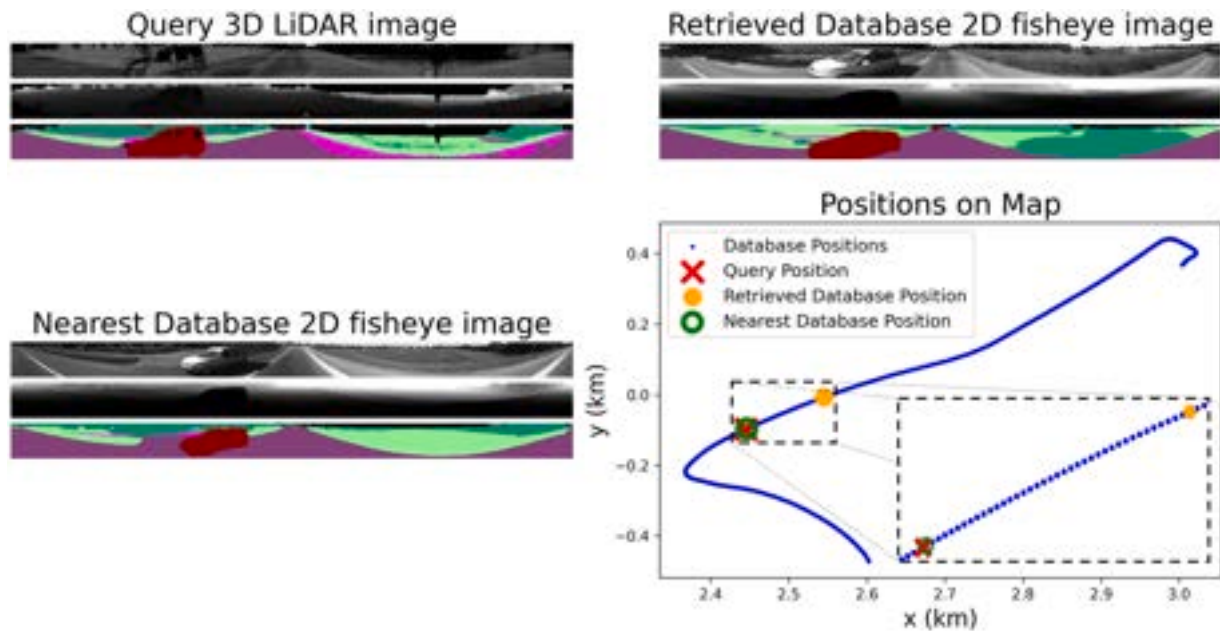 Query 3D LiDAR image
Retrieved Database 2D fisheye image
Nearest Database 2D fisheye image
Positions on Map
Database Positions
Query Position
Retrieved Database Position
Nearest Database Position
y (km)
0.4
0.2
0.0
−0.2
−0.4
2.4 2.5 2.6 2.7 2.8 2.9 3.0
x (km)